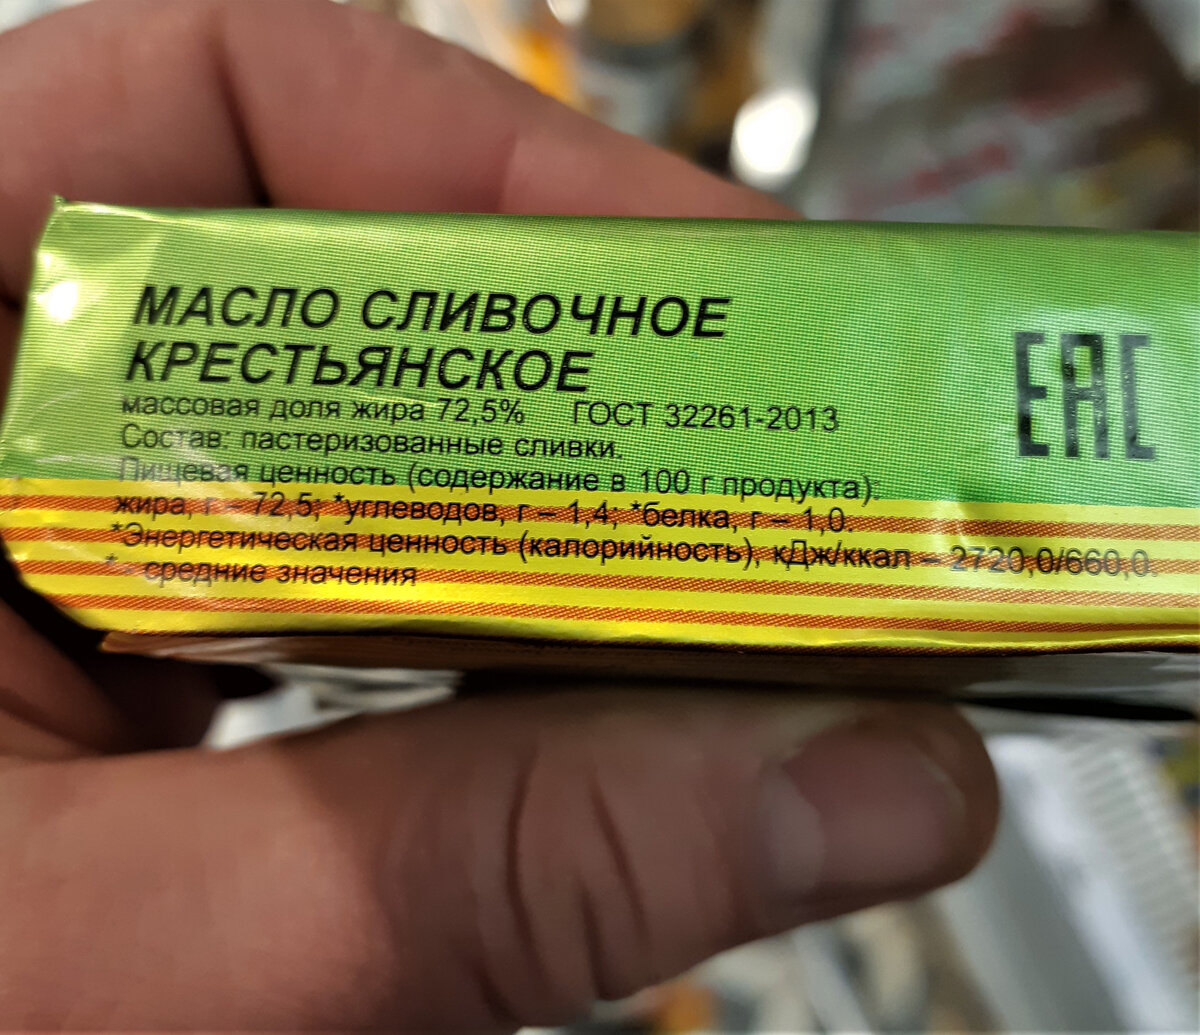 МАСЛО СЛИВОЧНОЕ
КРЕСТЬЯНСКОЕ
массовая доля жира 72,5% ГОСТ 32261-2013
Состав: пастеризованные сливки.
Пищевая ценность (содержание в 100 г продукта):
жира, г – 72,5; *углеводов, г – 1,4; *белка, г – 1,0.
*Энергетическая ценность (калорийность), кДж/ккал – 2720,0/660,0.
* – средние значения
EAC